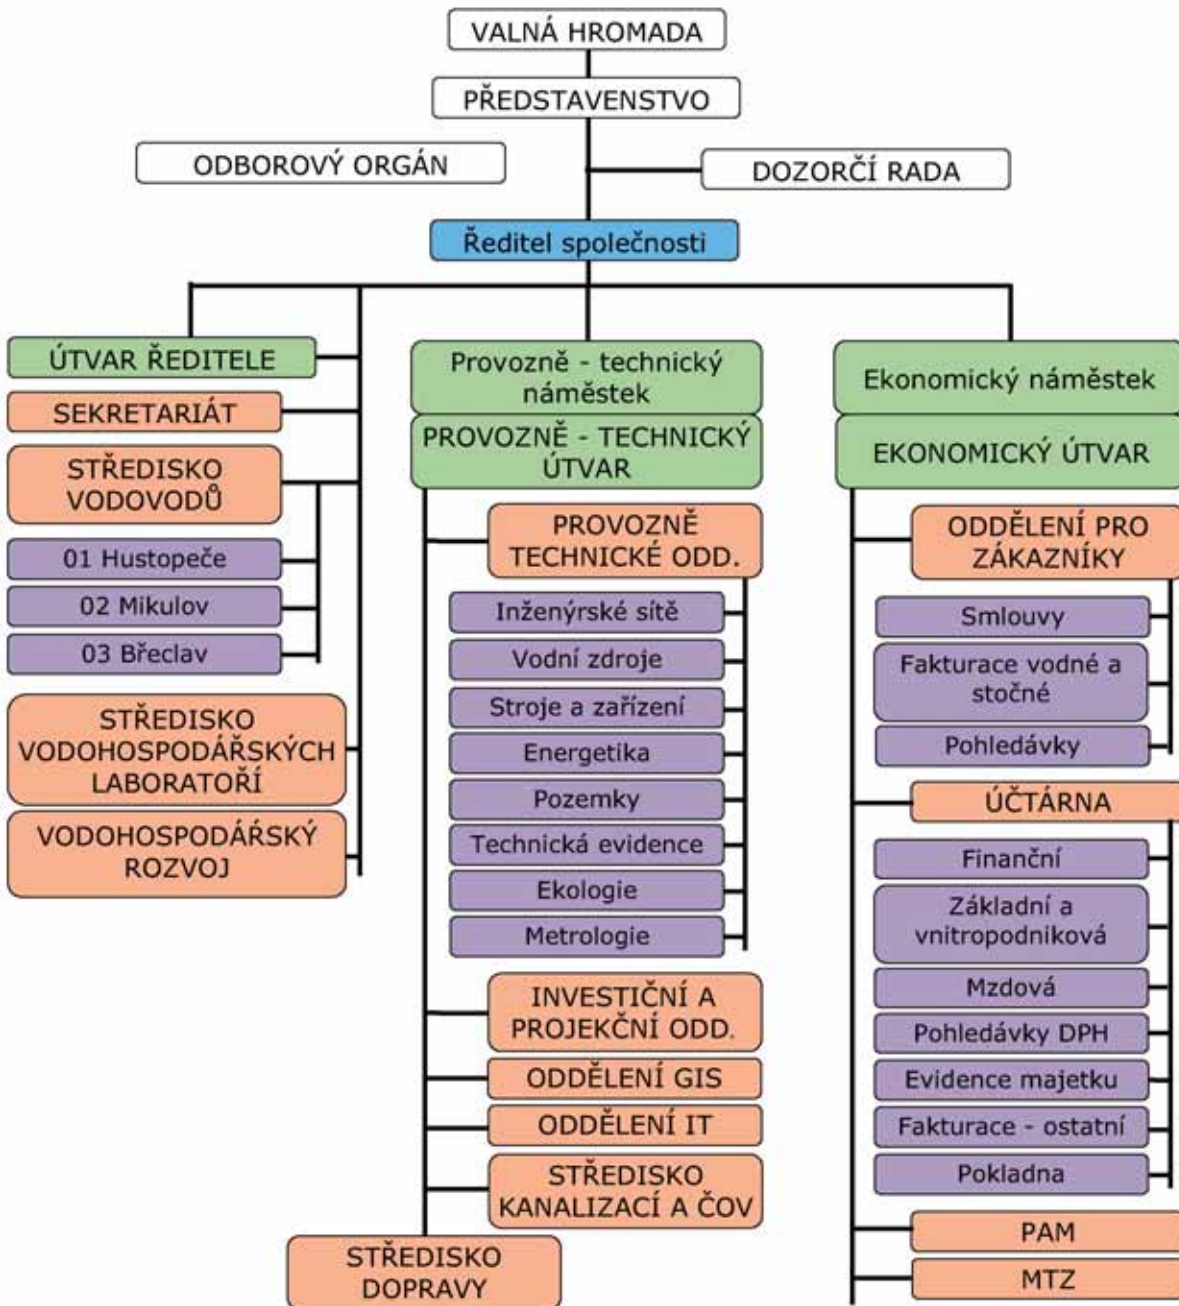 VALNÁ HROMADA
PŘEDSTAVENSTVO
ODBOROVÝ ORGÁN
DOZORČÍ RADA
Ředitel společnosti
ÚTVAR ŘEDITELE
SEKRETARIÁT
STŘEDISKO
VODOVODŮ
01 Hustopeče
02 Mikulov
03 Břeclav
STŘEDISKO
VODOHOSPODÁŘSKÝCH
LABORATOŘÍ
VODOHOSPODÁŘSKÝ
ROZVOJ
Provozně - technický
náměstek
PROVOZNĚ - TECHNICKÝ
ÚTVAR
PROVOZNĚ
TECHNICKÉ ODD.
Inženýrské sítě
Vodní zdroje
Stroje a zařízení
Energetika
Pozemky
Technická evidence
Ekologie
Metrologie
INVESTIČNÍ A
PROJEKČNÍ ODD.
ODDĚLENÍ GIS
ODDĚLENÍ IT
STŘEDISKO
KANALIZACÍ A ČOV
STŘEDISKO
DOPRAVY
Ekonomický náměstek
EKONOMICKÝ ÚTVAR
ODDĚLENÍ PRO
ZÁKAZNÍKY
Smlouvy
Fakturace vodné a
stočné
Pohledávky
ÚČTÁRNA
Finanční
Základní a
vnitropodniková
Mzdová
Pohledávky DPH
Evidence majetku
Fakturace - ostatní
Pokladna
PAM
MTZ